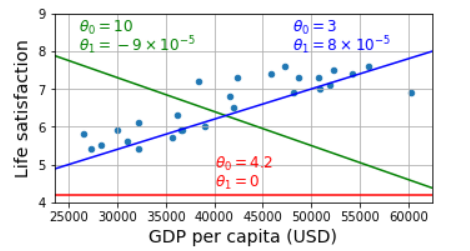 9
8
7
6
5
4
Life satisfaction
θ₀ = 10
θ₁ = −9 × 10⁻⁵
θ₀ = 3
θ₁ = 8 × 10⁻⁵
θ₀ = 4.2
θ₁ = 0
25000 30000 35000 40000 45000 50000 55000 60000
GDP per capita (USD)